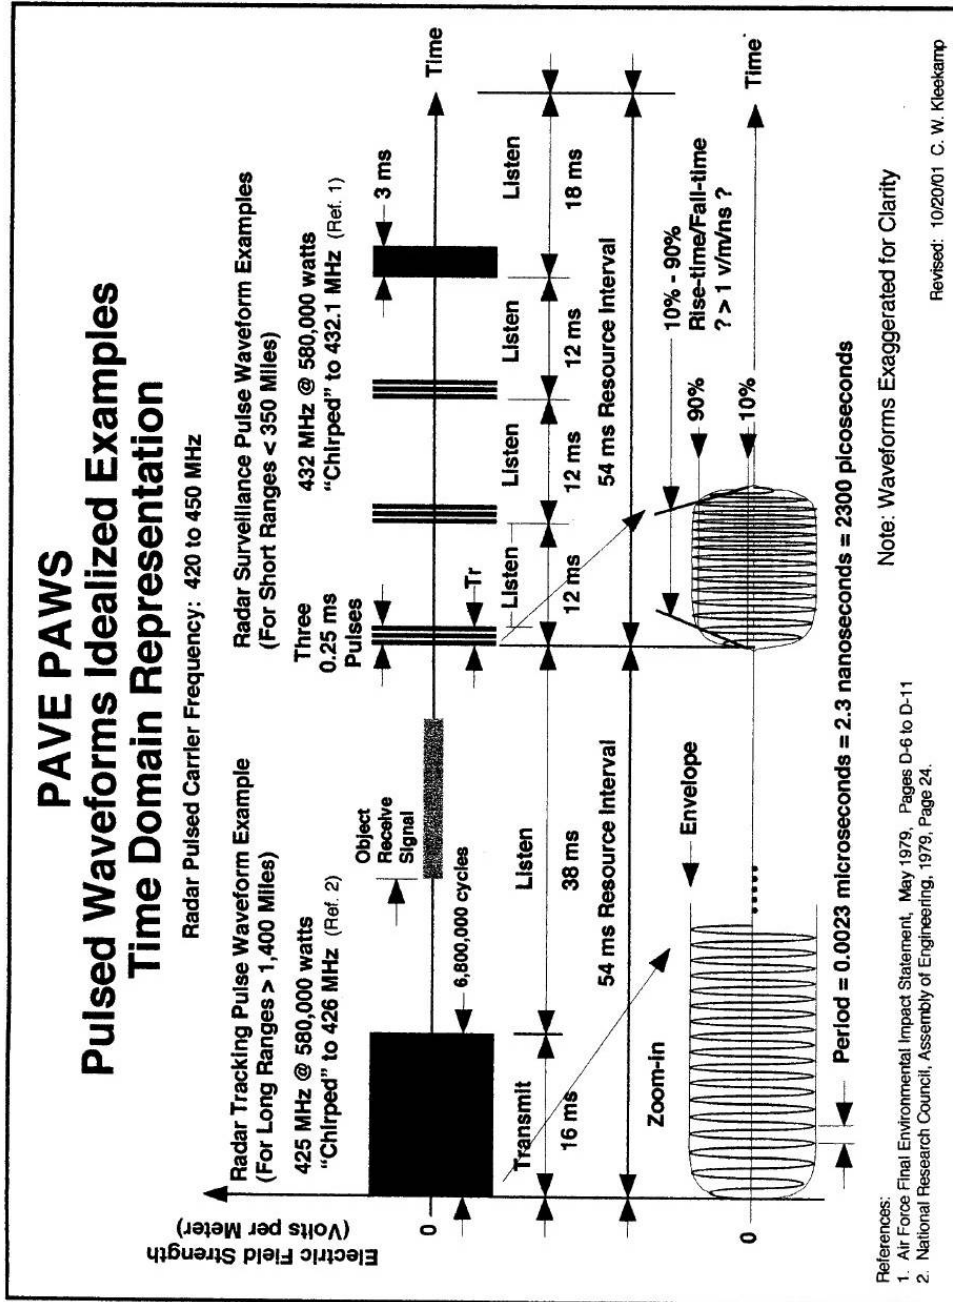 PAVE PAWS
Pulsed Waveforms Idealized Examples
Time Domain Representation
Radar Pulsed Carrier Frequency: 420 to 450 MHz
Electric Field Strength
(Volts per Meter)
Radar Tracking Pulse Waveform Example
(For Long Ranges > 1,400 Miles)
425 MHz @ 580,000 watts
"Chirped" to 426 MHz (Ref. 2)
Object
Receive
Signal
Radar Surveillance Pulse Waveform Examples
(For Short Ranges < 350 Miles)
Three
0.25 ms
Pulses
432 MHz @ 580,000 watts
"Chirped" to 432.1 MHz (Ref. 1)
3 ms
0
Time
6,800,000 cycles
Tr
Transmit
Listen
Listen
Listen
Listen
Listen
16 ms
38 ms
12 ms
12 ms
12 ms
18 ms
54 ms Resource Interval
54 ms Resource Interval
Zoom-in
Envelope
10% - 90%
Rise-time/Fall-time
? > 1 v/m/ns ?
90%
10%
0
Time
Period = 0.0023 microseconds = 2.3 nanoseconds = 2300 picoseconds
Note: Waveforms Exaggerated for Clarity
References:
1. Air Force Final Environmental Impact Statement, May 1979, Pages D-6 to D-11
2. National Research Council, Assembly of Engineering, 1979, Page 24.
Revised: 10/20/01 C. W. Kleekamp